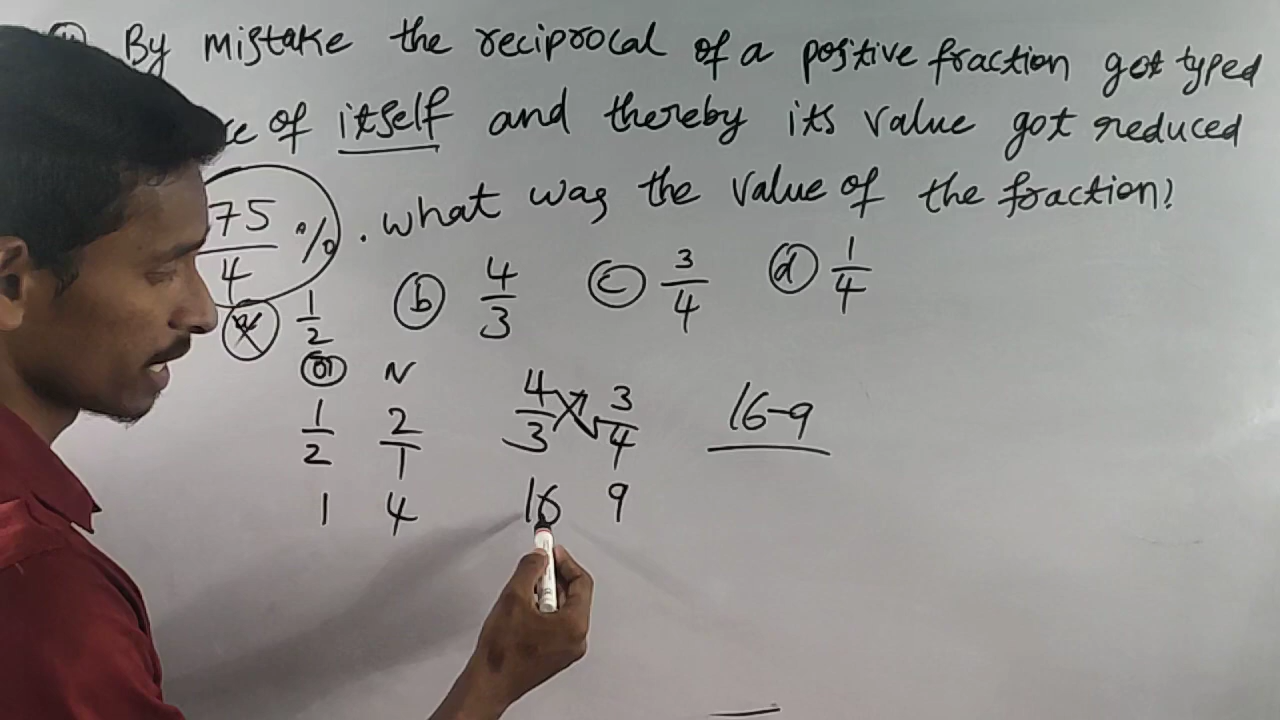 By mistake the reciprocal of a positive fraction got typed
of itself and thereby its value got reduced
75/4 %. what was the value of the fraction?
(a) 1/2 (b) 4/3 (c) 3/4 (d) 1/4
N
1/2 2/1 4/3 3/4 16-9
1 4 16 9